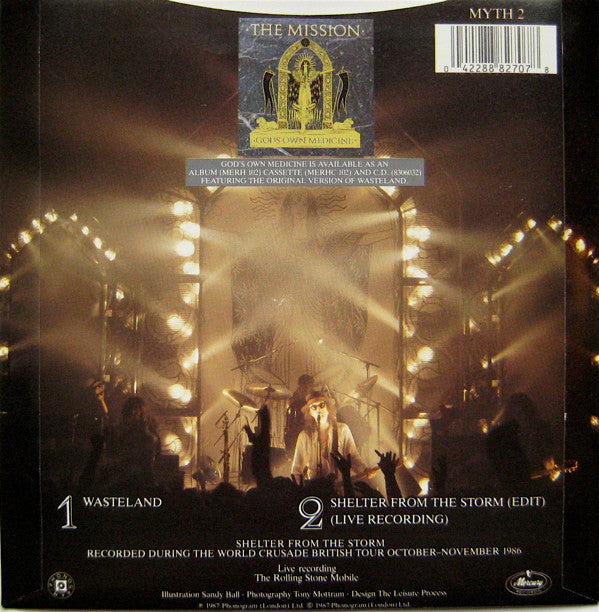 MYTH 2
0 42288 82707 8
THE MISSION
·GOD'S OWN MEDICINE·
GOD'S OWN MEDICINE IS AVAILABLE AS AN
ALBUM (MERH 102) CASSETTE (MERHC 102) AND C.D. (8306032)
FEATURING THE ORIGINAL VERSION OF WASTELAND
1 WASTELAND
2 SHELTER FROM THE STORM (EDIT)
(LIVE RECORDING)
SHELTER FROM THE STORM
RECORDED DURING THE WORLD CRUSADE BRITISH TOUR OCTOBER–NOVEMBER 1986
Live recording
The Rolling Stone Mobile
Mercury
Illustration Sandy Ball · Photography Tony Mottram · Design The Leisure Process
℗ 1987 Phonogram (London) Ltd. © 1987 Phonogram (London) Ltd.